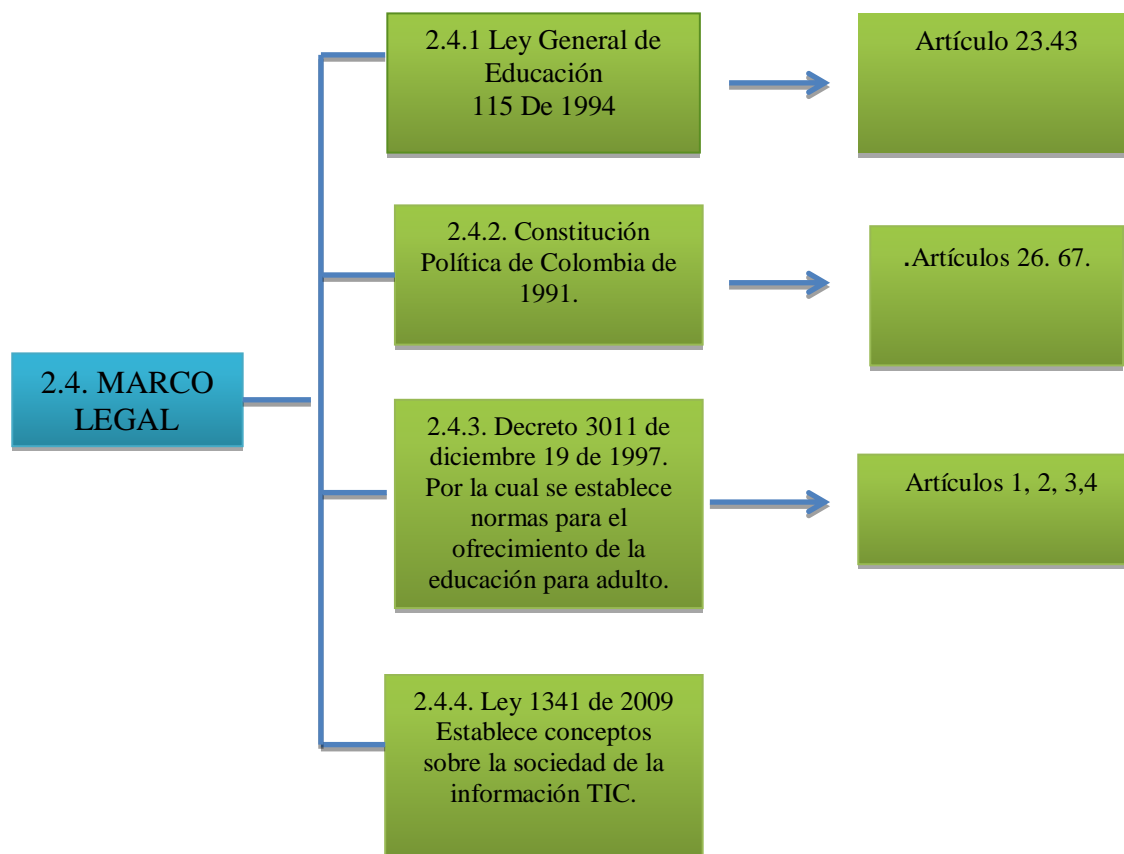 2.4. MARCO
LEGAL
2.4.1 Ley General de
Educación
115 De 1994
Artículo 23.43
2.4.2. Constitución
Política de Colombia de
1991.
.Artículos 26. 67.
2.4.3. Decreto 3011 de
diciembre 19 de 1997.
Por la cual se establece
normas para el
ofrecimiento de la
educación para adulto.
Artículos 1, 2, 3,4
2.4.4. Ley 1341 de 2009
Establece conceptos
sobre la sociedad de la
información TIC.